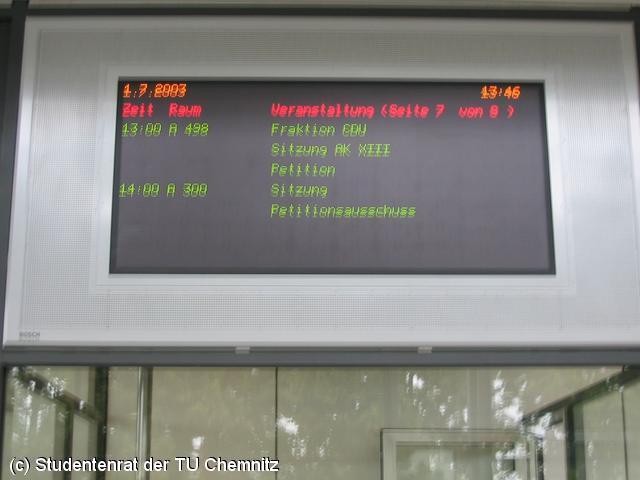 1.7.2003 13:46
Zeit Raum Veranstaltung (Seite 7 von 8 )
13:00 A 498 Fraktion CDU
Sitzung AK XIII
Petition
14:00 A 300 Sitzung
Petitionsausschuss
BOSCH
(c) Studentenrat der TU Chemnitz